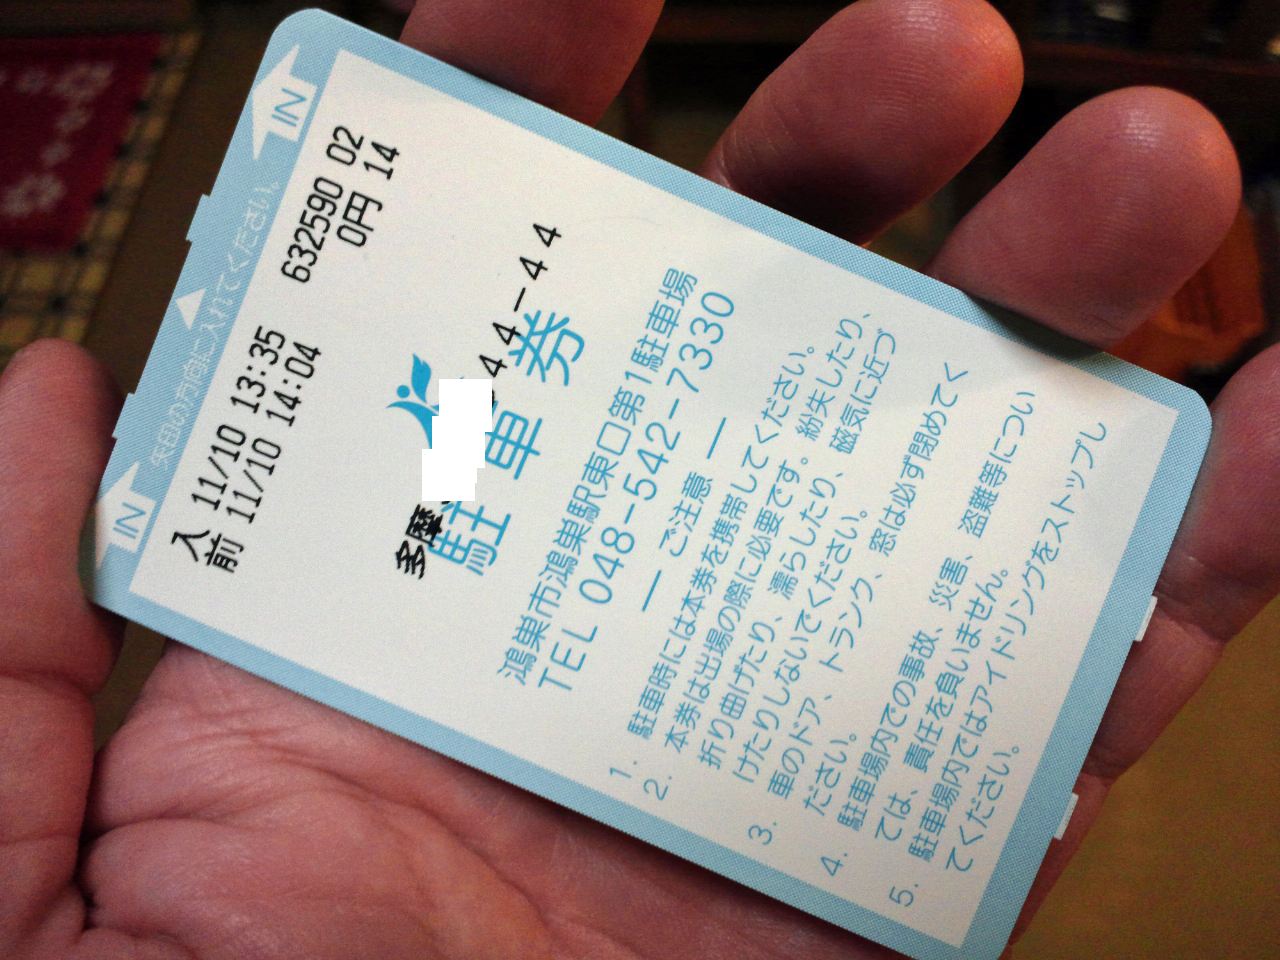 IN
矢印の方向に入れてください。
IN
入 11/10 13:35 632590 02
前 11/10 14:04 0円 14
多摩 44-44
駐車券
鴻巣市鴻巣駅東口第1駐車場
TEL 048-542-7330
― ご注意 ―
1. 駐車時には本券を携帯してください。
2. 本券は出場の際に必要です。紛失したり、
折り曲げたり、濡らしたり、磁気に近づ
けたりしないでください。
3. 車のドア、トランク、窓は必ず閉めてく
ださい。
4. 駐車場内での事故、災害、盗難等につい
ては、責任を負いません。
5. 駐車場内ではアイドリングをストップし
てください。